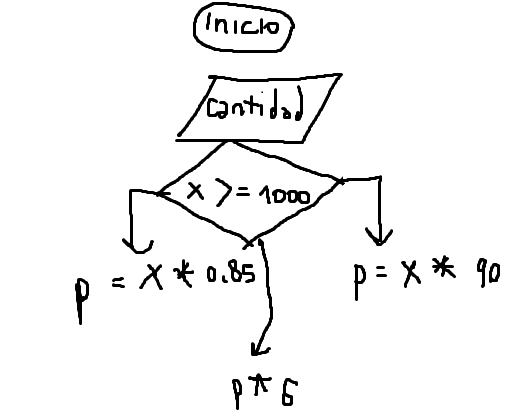 inicio
cantidad
x >= 1000
p = x * 0.85
p = x * 90
p * 6